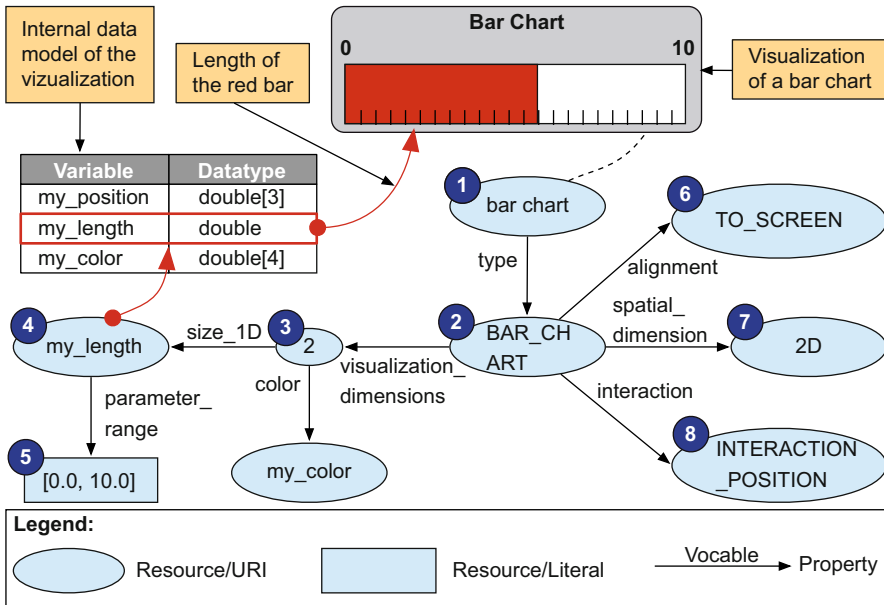 Internal data
model of the
vizualization
Length of
the red bar
Bar Chart
0
10
Visualization
of a bar chart
Variable
Datatype
my_position
double[3]
my_length
double
my_color
double[4]
1
bar chart
type
6
TO_SCREEN
alignment
4
my_length
size_1D
3
2
color
visualization_
dimensions
2
BAR_CH
ART
spatial_
dimension
7
2D
interaction
parameter_
range
5
[0.0, 10.0]
my_color
8
INTERACTION
_POSITION
Legend:
Resource/URI
Resource/Literal
Vocable
Property